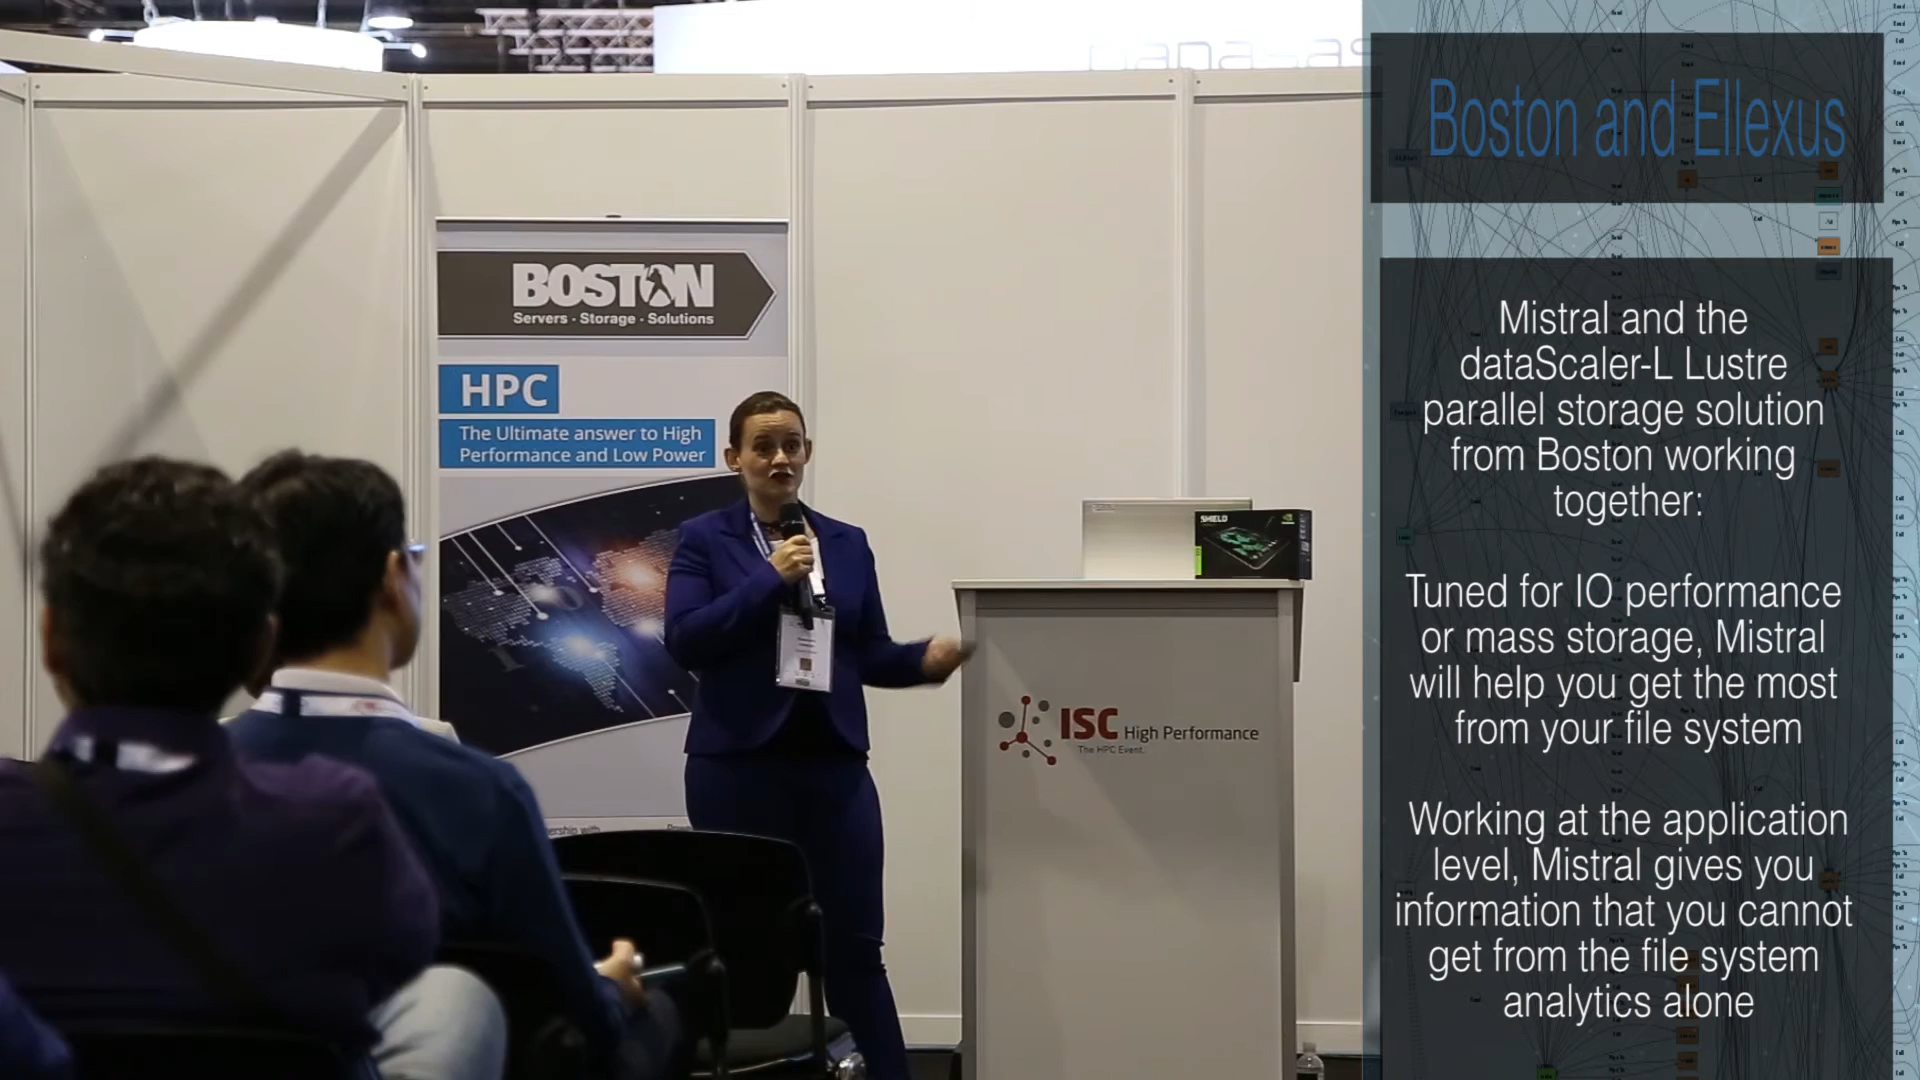 Boston and Ellexus
Mistral and the
dataScaler-L Lustre
parallel storage solution
from Boston working
together:
Tuned for IO performance
or mass storage, Mistral
will help you get the most
from your file system
Working at the application
level, Mistral gives you
information that you cannot
get from the file system
analytics alone
BOSTON
Servers - Storage - Solutions
HPC
The Ultimate answer to High
Performance and Low Power
SHIELD
ISC High Performance
The HPC Event.